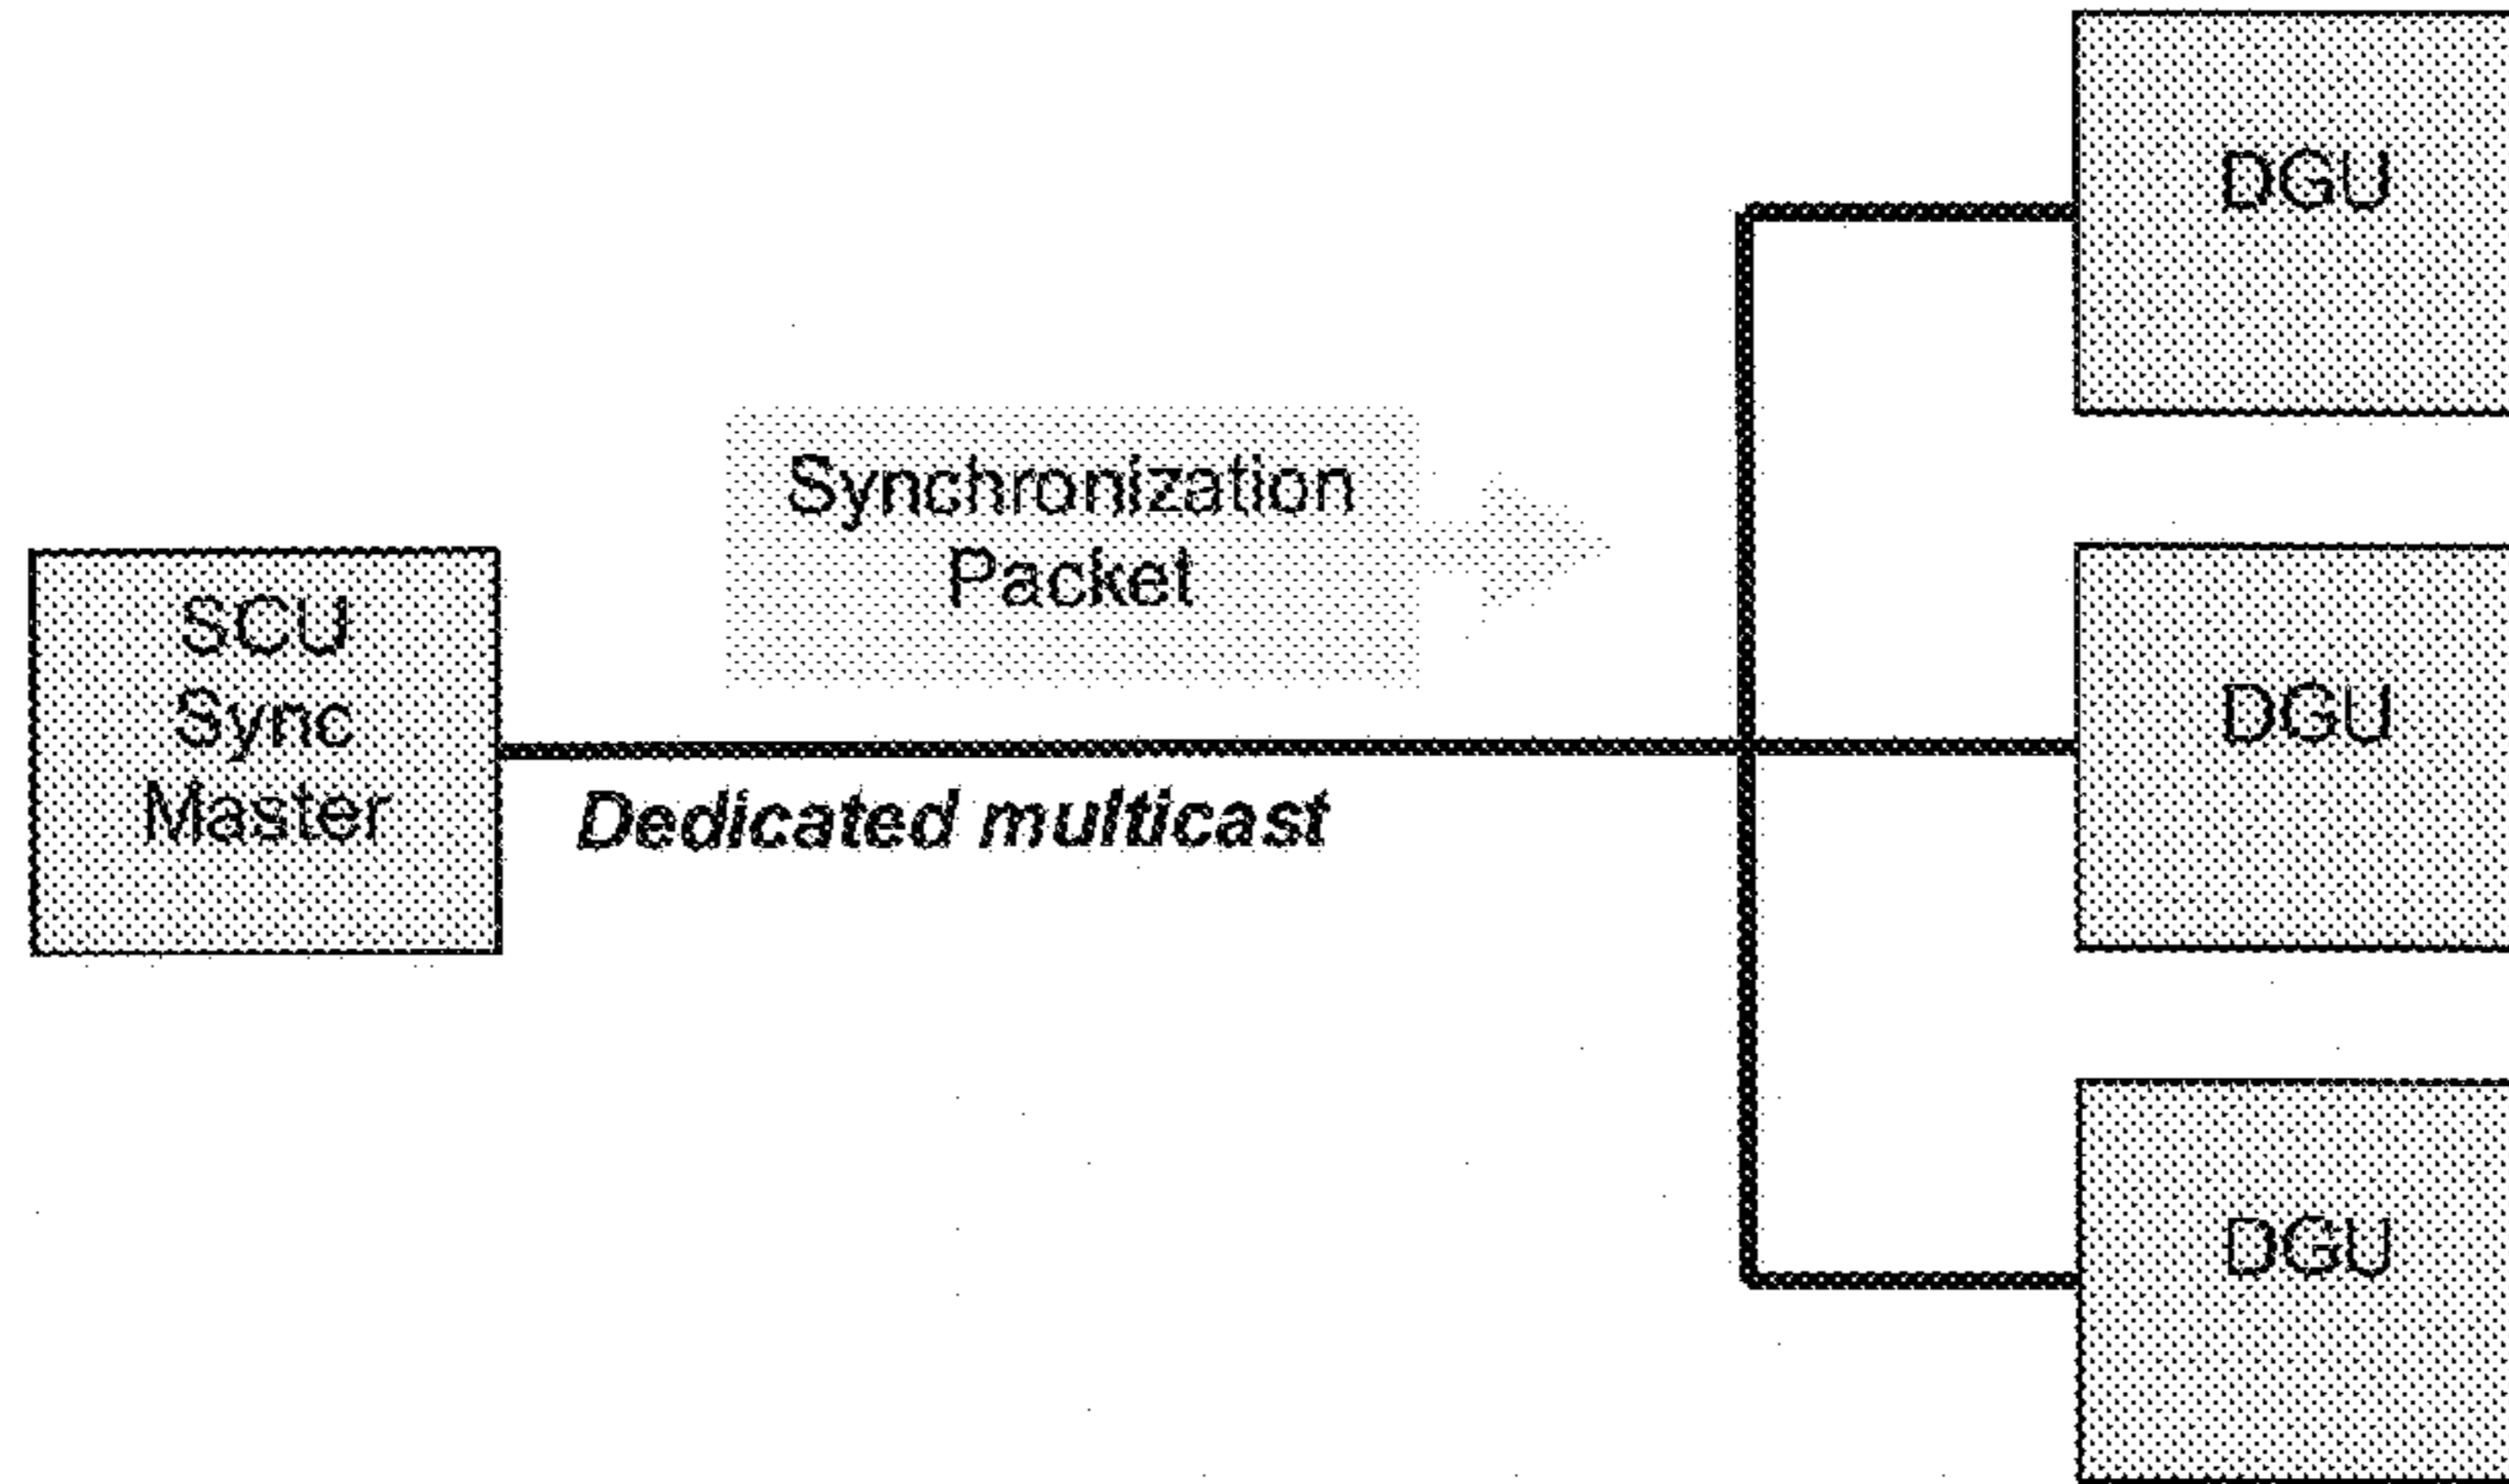 DGU
Synchronization
Packet
SCU
Sync
Master
DGU
Dedicated multicast
DGU